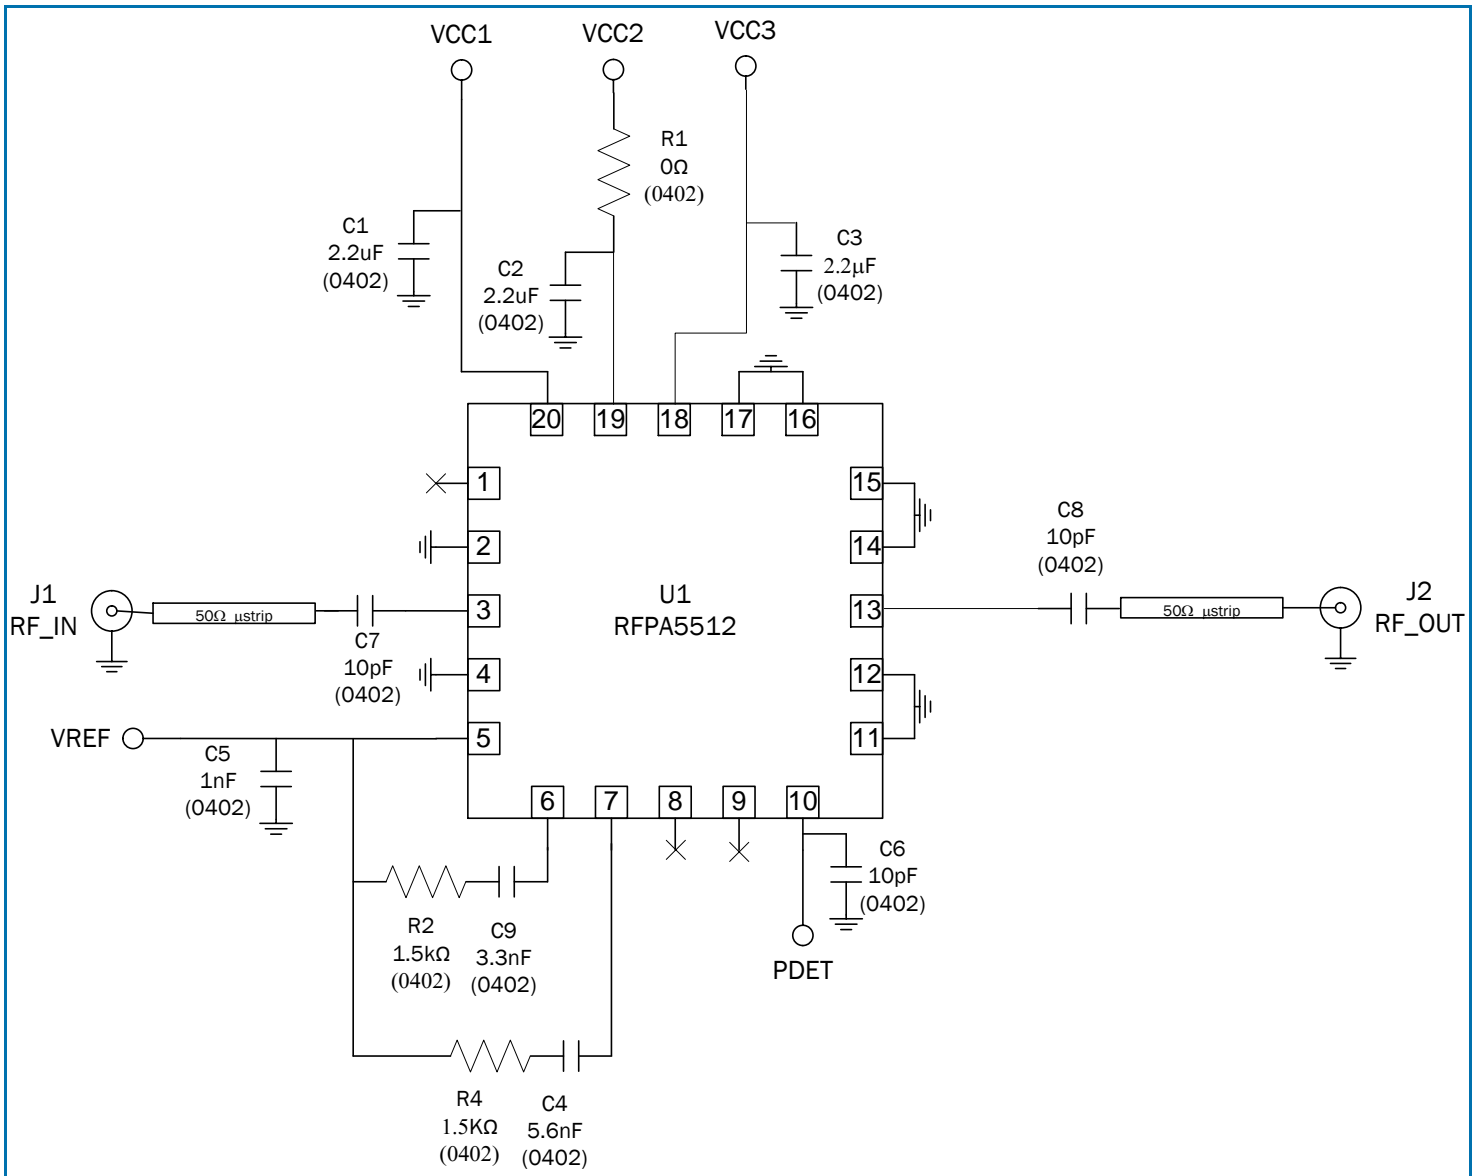 VCC1
VCC2
VCC3
R1
0Ω
(0402)
C1
2.2uF
(0402)
C2
2.2uF
(0402)
C3
2.2μF
(0402)
20
19
18
17
16
1
2
3
4
5
15
14
13
12
11
6
7
8
9
10
U1
RFPA5512
J1
RF_IN
50Ω μstrip
C7
10pF
(0402)
C8
10pF
(0402)
50Ω μstrip
J2
RF_OUT
VREF
C5
1nF
(0402)
R2
1.5kΩ
(0402)
C9
3.3nF
(0402)
C6
10pF
(0402)
PDET
R4
1.5KΩ
(0402)
C4
5.6nF
(0402)